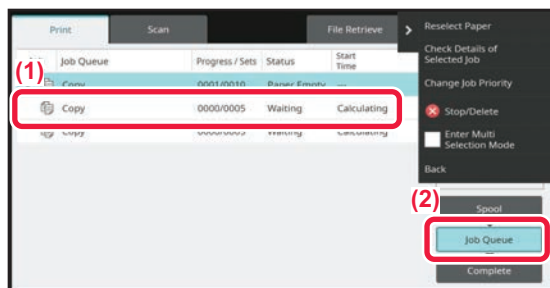 Print
Scan
File Retrieve
Reselect Paper
Check Details of
Selected Job
Change Job Priority
Stop/Delete
Enter Multi
Selection Mode
Back
Job Queue
Progress / Sets
Status
Start
Time
(1)
Copy
0001/0010
Paper Empty
Copy
0000/0005
Waiting
Calculating
Copy
0000/0005
Waiting
Calculating
(2)
Spool
Job Queue
Complete